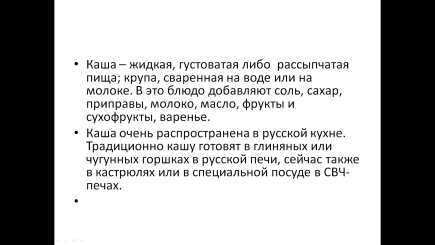 • Каша – жидкая, густоватая либо  рассыпчатая
пища; крупа, сваренная на воде или на
молоке. В это блюдо добавляют соль, сахар,
приправы, молоко, масло, фрукты и
сухофрукты, варенье.
• Каша очень распространена в русской кухне.
Традиционно кашу готовят в глиняных или
чугунных горшках в русской печи, сейчас также
в кастрюлях или в специальной посуде в СВЧ-
печах.
•